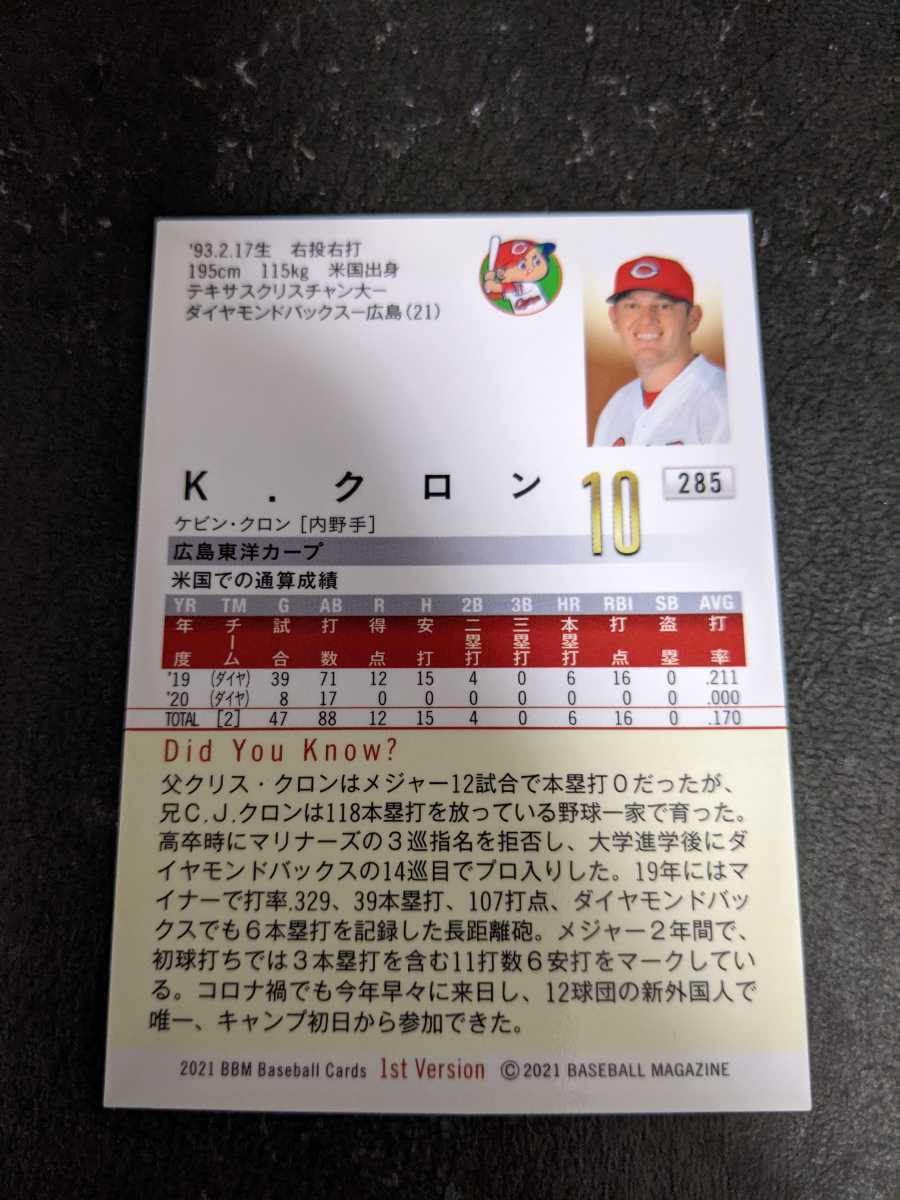 '93.2.17生 右投右打
195cm 115kg 米国出身
テキサスクリスチャン大ー
ダイヤモンドバックスー広島(21)
C
K.クロン 10 285
ケビン・クロン [内野手]
広島東洋カープ
米国での通算成績
YR TM G AB R H 2B 3B HR RBI SB AVG
年度 チーム 試合 打数 得点 安打 二塁打 三塁打 本塁打 打点 盗塁 打率
'19 (ダイヤ) 39 71 12 15 4 0 6 16 0 .211
'20 (ダイヤ) 8 17 0 0 0 0 0 0 0 .000
TOTAL [2] 47 88 12 15 4 0 6 16 0 .170
Did You Know?
父クリス・クロンはメジャー12試合で本塁打0だったが、
兄C.J.クロンは118本塁打を放っている野球一家で育った。
高卒時にマリナーズの3巡指名を拒否し、大学進学後にダ
イヤモンドバックスの14巡目でプロ入りした。19年にはマ
イナーで打率.329、39本塁打、107打点、ダイヤモンドバッ
クスでも6本塁打を記録した長距離砲。メジャー2年間で、
初球打ちでは3本塁打を含む11打数6安打をマークしてい
る。コロナ禍でも今年早々に来日し、12球団の新外国人で
唯一、キャンプ初日から参加できた。
2021 BBM Baseball Cards 1st Version ©2021 BASEBALL MAGAZINE